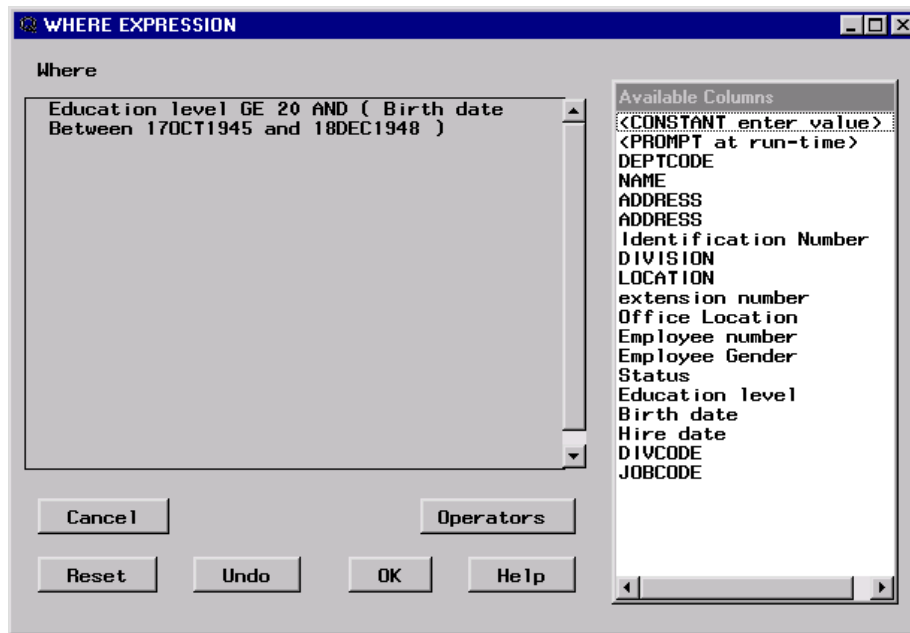 WHERE EXPRESSION
Where
Education level GE 20 AND ( Birth date
Between 17OCT1945 and 18DEC1948 )
Available Columns
<CONSTANT enter value>
<PROMPT at run-time>
DEPTCODE
NAME
ADDRESS
ADDRESS
Identification Number
DIVISION
LOCATION
extension number
Office Location
Employee number
Employee Gender
Status
Education level
Birth date
Hire date
DIVCODE
JOBCODE
Cancel
Operators
Reset
Undo
OK
Help